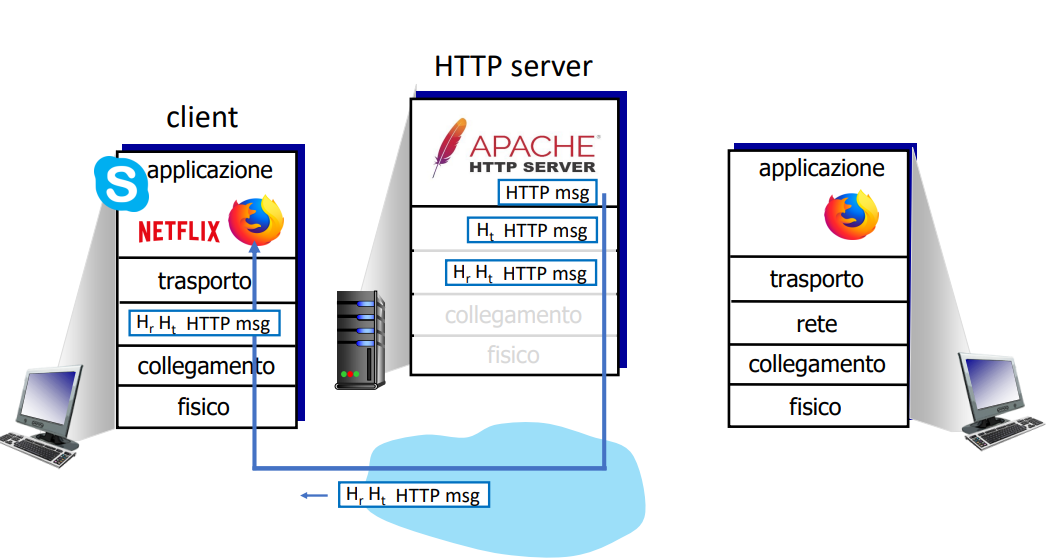 HTTP server
client
applicazione
S
NETFLIX
trasporto
Hr Ht HTTP msg
collegamento
fisico
APACHE®
HTTP SERVER
HTTP msg
Ht HTTP msg
Hr Ht HTTP msg
collegamento
fisico
Hr Ht HTTP msg
applicazione
trasporto
rete
collegamento
fisico